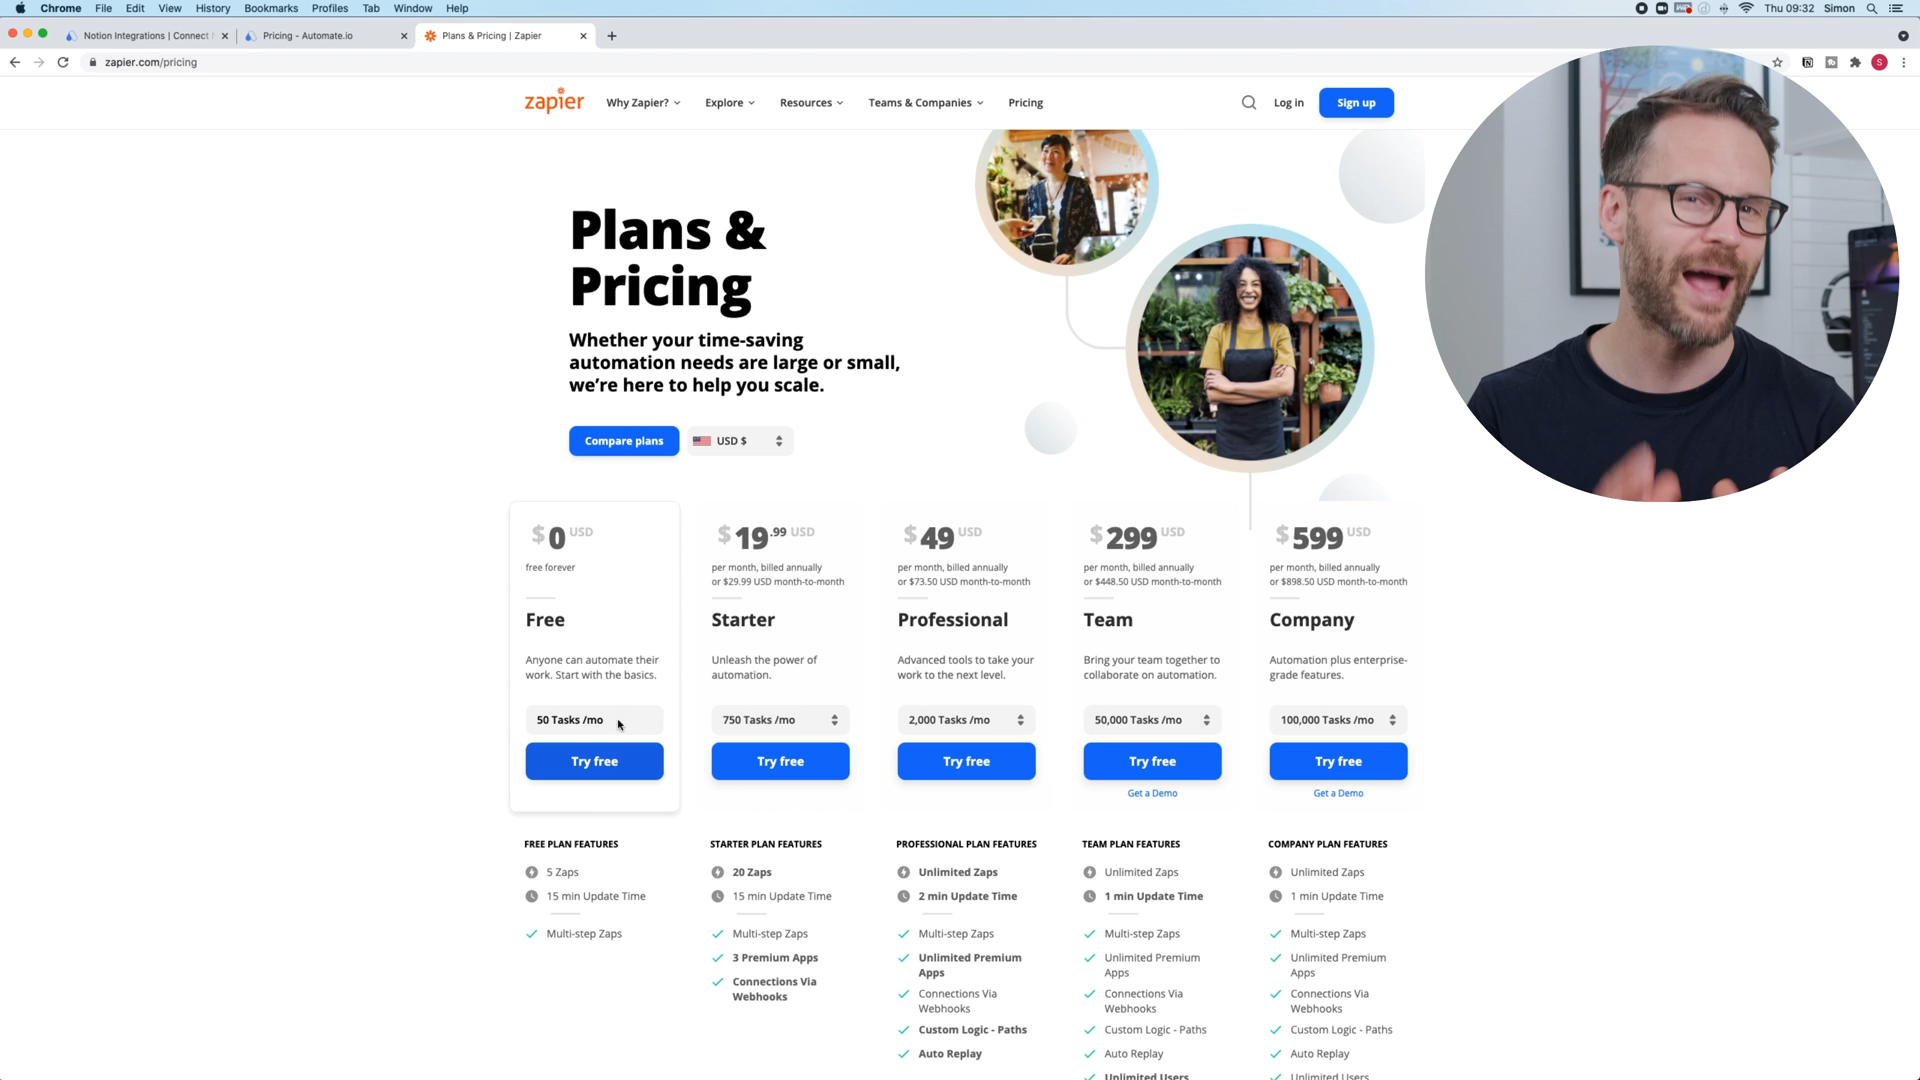 Chrome File Edit View History Bookmarks Profiles Tab Window Help
Thu 09:32 Simon
Notion Integrations | Connect
Pricing - Automate.io
Plans & Pricing | Zapier
zapier.com/pricing
S
zapier
Why Zapier?
Explore
Resources
Teams & Companies
Pricing
Log in
Sign up
Plans &
Pricing
Whether your time-saving
automation needs are large or small,
we're here to help you scale.
Compare plans
USD $
$0 USD
free forever
Free
Anyone can automate their
work. Start with the basics.
50 Tasks /mo
Try free
$19.99 USD
per month, billed annually
or $29.99 USD month-to-month
Starter
Unleash the power of
automation.
750 Tasks /mo
Try free
$49 USD
per month, billed annually
or $73.50 USD month-to-month
Professional
Advanced tools to take your
work to the next level.
2,000 Tasks /mo
Try free
$299 USD
per month, billed annually
or $448.50 USD month-to-month
Team
Bring your team together to
collaborate on automation.
50,000 Tasks /mo
Try free
Get a Demo
$599 USD
per month, billed annually
or $898.50 USD month-to-month
Company
Automation plus enterprise-
grade features.
100,000 Tasks /mo
Try free
Get a Demo
FREE PLAN FEATURES
5 Zaps
15 min Update Time
Multi-step Zaps
STARTER PLAN FEATURES
20 Zaps
15 min Update Time
Multi-step Zaps
3 Premium Apps
Connections Via
Webhooks
PROFESSIONAL PLAN FEATURES
Unlimited Zaps
2 min Update Time
Multi-step Zaps
Unlimited Premium
Apps
Connections Via
Webhooks
Custom Logic - Paths
Auto Replay
TEAM PLAN FEATURES
Unlimited Zaps
1 min Update Time
Multi-step Zaps
Unlimited Premium
Apps
Connections Via
Webhooks
Custom Logic - Paths
Auto Replay
Unlimited Users
COMPANY PLAN FEATURES
Unlimited Zaps
1 min Update Time
Multi-step Zaps
Unlimited Premium
Apps
Connections Via
Webhooks
Custom Logic - Paths
Auto Replay
Unlimited Users